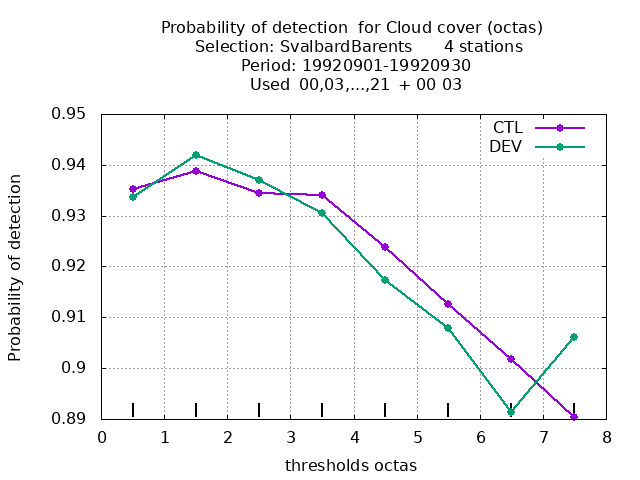 Probability of detection  for Cloud cover (octas)
Selection: SvalbardBarents      4 stations
Period: 19920901-19920930
Used  00,03,...,21  + 00 03
CTL
DEV
Probability of detection
0.95
0.94
0.93
0.92
0.91
0.9
0.89
0 1 2 3 4 5 6 7 8
thresholds octas